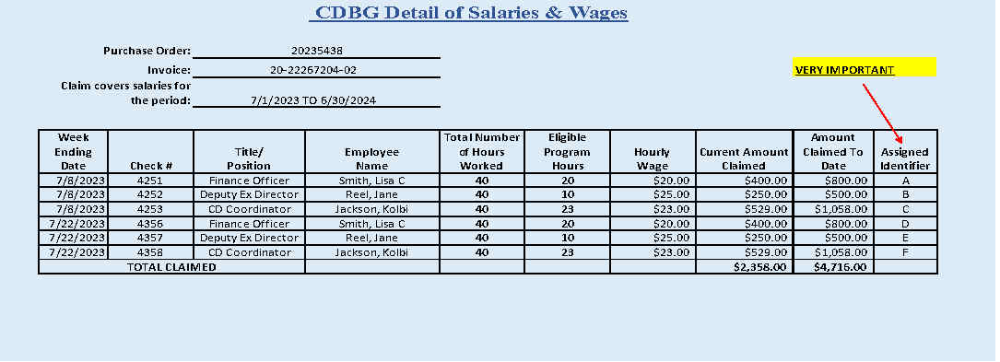 CDBG Detail of Salaries & Wages
Purchase Order: 20235438
Invoice: 20-22267204-02
VERY IMPORTANT
Claim covers salaries for
the period: 7/1/2023 TO 6/30/2024
Week Ending Date Check # Title/ Position Employee Name Total Number of Hours Worked Eligible Program Hours Hourly Wage Current Amount Claimed Amount Claimed To Date Assigned Identifier
7/8/2023 4251 Finance Officer Smith, Lisa C 40 20 $20.00 $400.00 $800.00 A
7/8/2023 4252 Deputy Ex Director Reel, Jane 40 10 $25.00 $250.00 $500.00 B
7/8/2023 4253 CD Coordinator Jackson, Kolbi 40 23 $23.00 $529.00 $1,058.00 C
7/22/2023 4356 Finance Officer Smith, Lisa C 40 20 $20.00 $400.00 $800.00 D
7/22/2023 4357 Deputy Ex Director Reel, Jane 40 10 $25.00 $250.00 $500.00 E
7/22/2023 4358 CD Coordinator Jackson, Kolbi 40 23 $23.00 $529.00 $1,058.00 F
TOTAL CLAIMED $2,358.00 $4,716.00